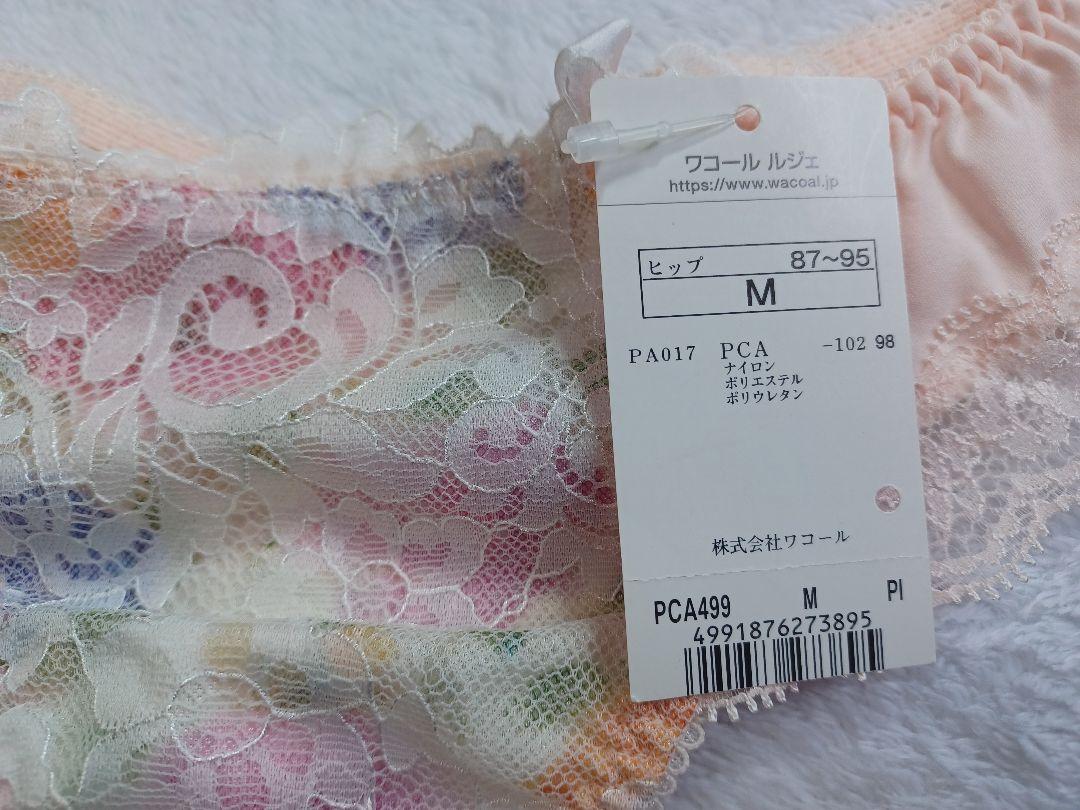 ワコール ルジェ
https://www.wacoal.jp
ヒップ 87~95
M
PA017 PCA -102 98
ナイロン
ポリエステル
ポリウレタン
株式会社ワコール
PCA499 M PI
4991876273895